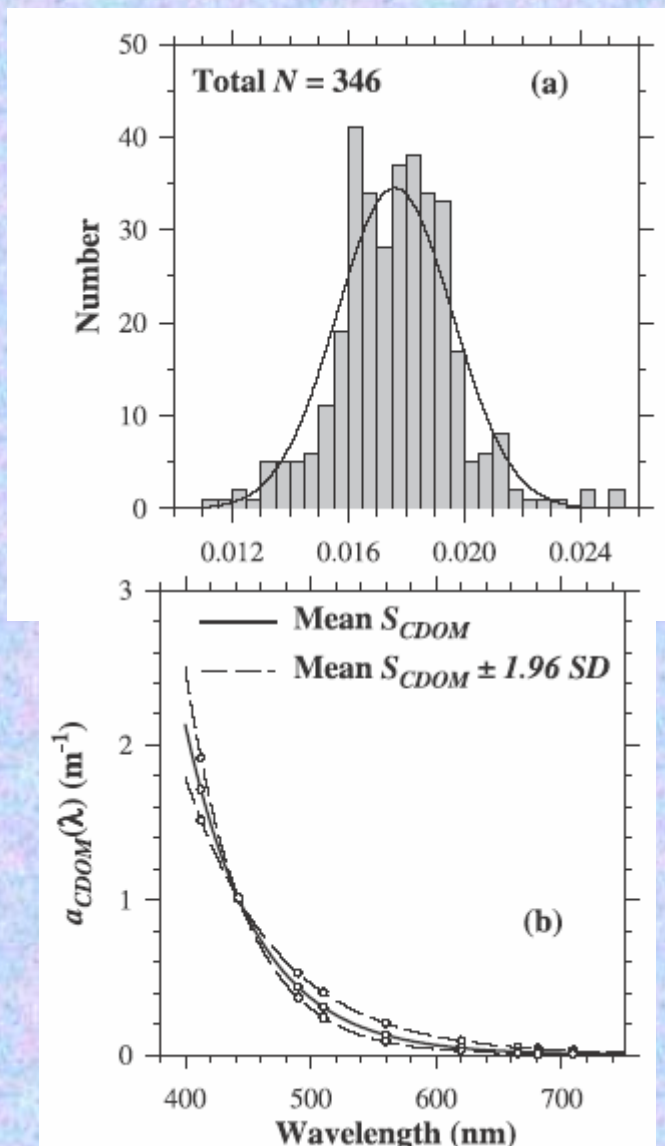 50
Total N = 346 (a)
40
30
20
10
0
Number
0.012 0.016 0.020 0.024
3
Mean SCDOM
Mean SCDOM ± 1.96 SD
2
1
0
aCDOM(λ) (m⁻¹)
(b)
400 500 600 700
Wavelength (nm)